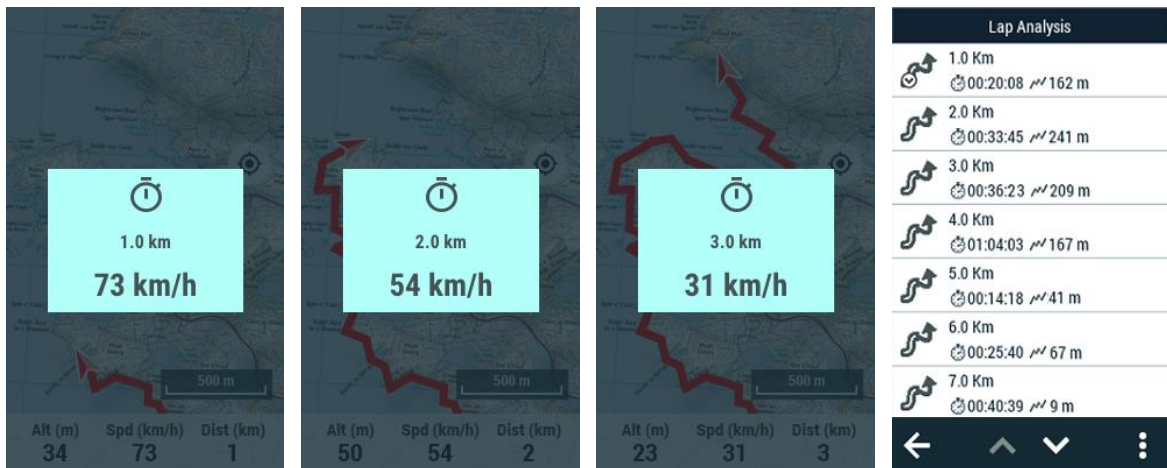 1.0 km
73 km/h
500 m
Alt (m) Spd (km/h) Dist (km)
34 73 1
2.0 km
54 km/h
500 m
Alt (m) Spd (km/h) Dist (km)
50 54 2
3.0 km
31 km/h
500 m
Alt (m) Spd (km/h) Dist (km)
23 31 3
Lap Analysis
1.0 Km
00:20:08 162 m
2.0 Km
00:33:45 241 m
3.0 Km
00:36:23 209 m
4.0 Km
01:04:03 167 m
5.0 Km
00:14:18 41 m
6.0 Km
00:25:40 67 m
7.0 Km
00:40:39 9 m